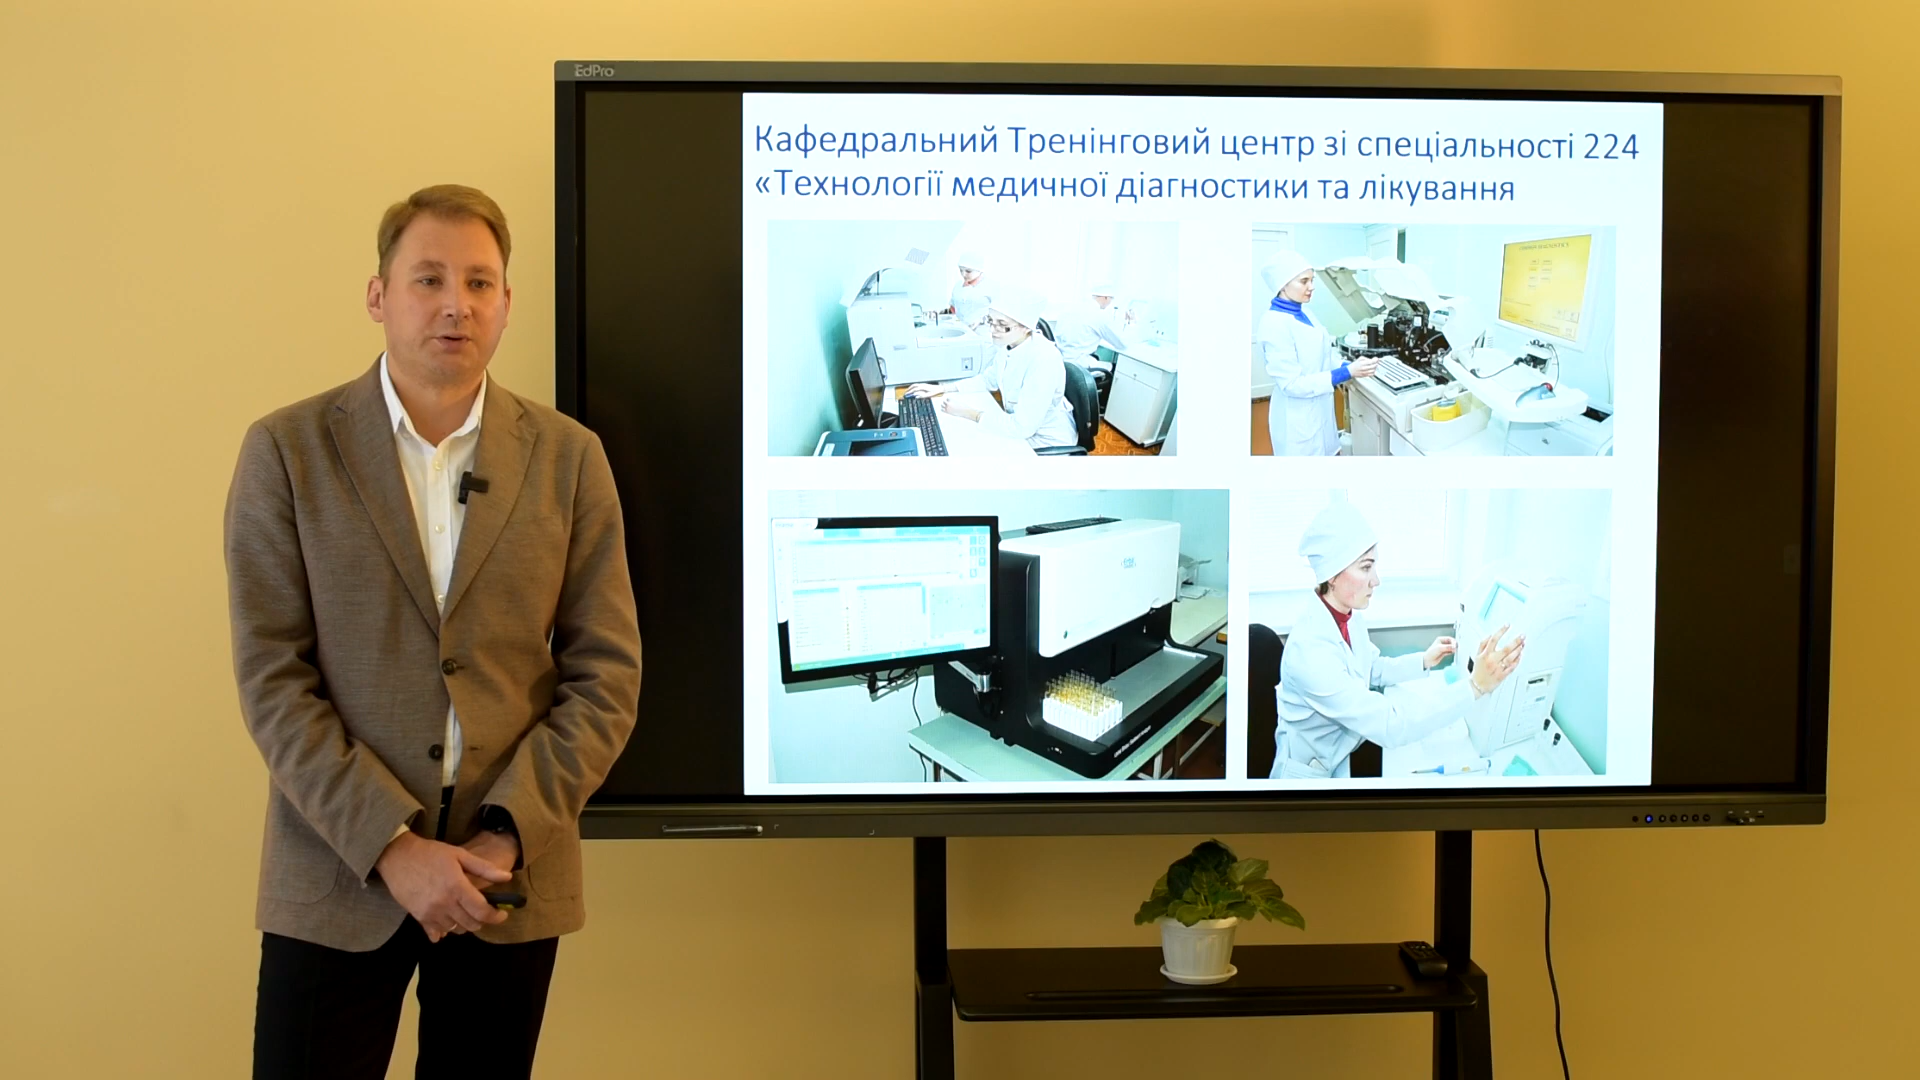 EdPro
Кафедральний Тренінговий центр зі спеціальності 224
«Технології медичної діагностики та лікування